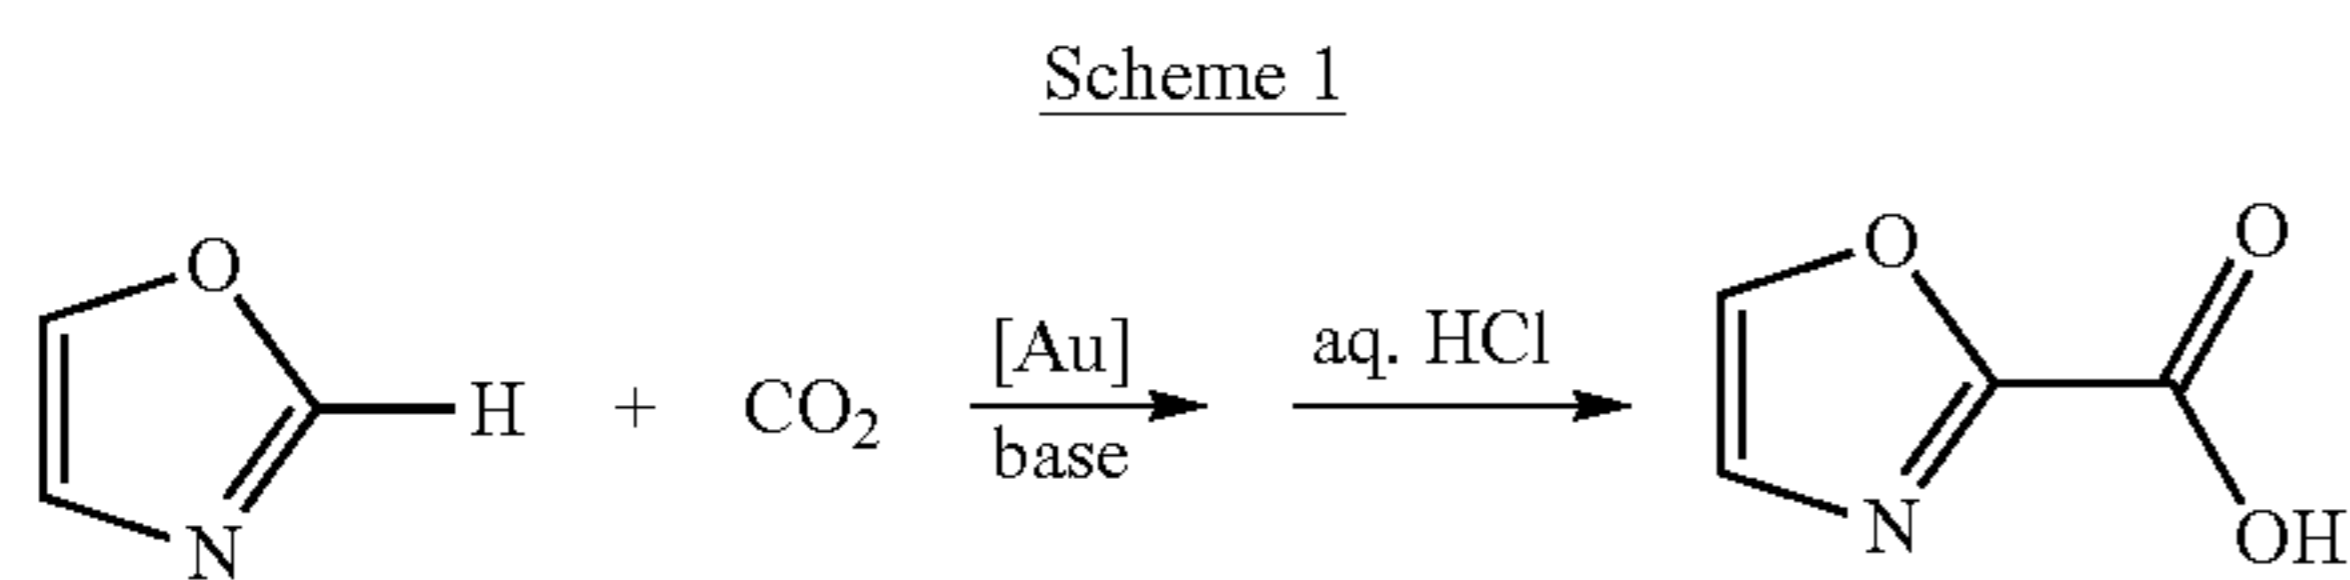 Scheme 1
O
N
H + CO₂
[Au]
base
aq. HCl
O
N
O
OH